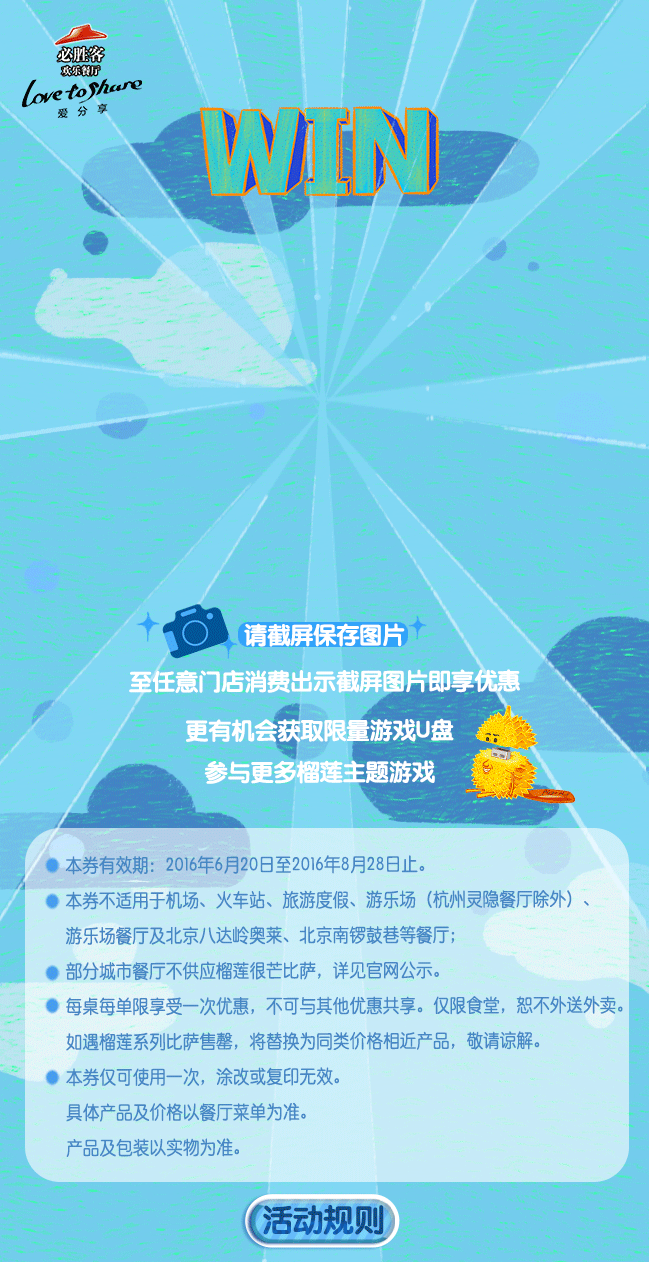 必胜客
欢乐餐厅
Love to Share
爱分享
WIN
请截屏保存图片
至任意门店消费出示截屏图片即享优惠
更有机会获取限量游戏U盘
参与更多榴莲主题游戏
本券有效期：2016年6月20日至2016年8月28日止。
本券不适用于机场、火车站、旅游度假、游乐场（杭州灵隐餐厅除外）、
游乐场餐厅及北京八达岭奥莱、北京南锣鼓巷等餐厅；
部分城市餐厅不供应榴莲很芒比萨，详见官网公示。
每桌每单限享受一次优惠，不可与其他优惠共享。仅限食堂，恕不外送外卖。
如遇榴莲系列比萨售罄，将替换为同类价格相近产品，敬请谅解。
本券仅可使用一次，涂改或复印无效。
具体产品及价格以餐厅菜单为准。
产品及包装以实物为准。
活动规则